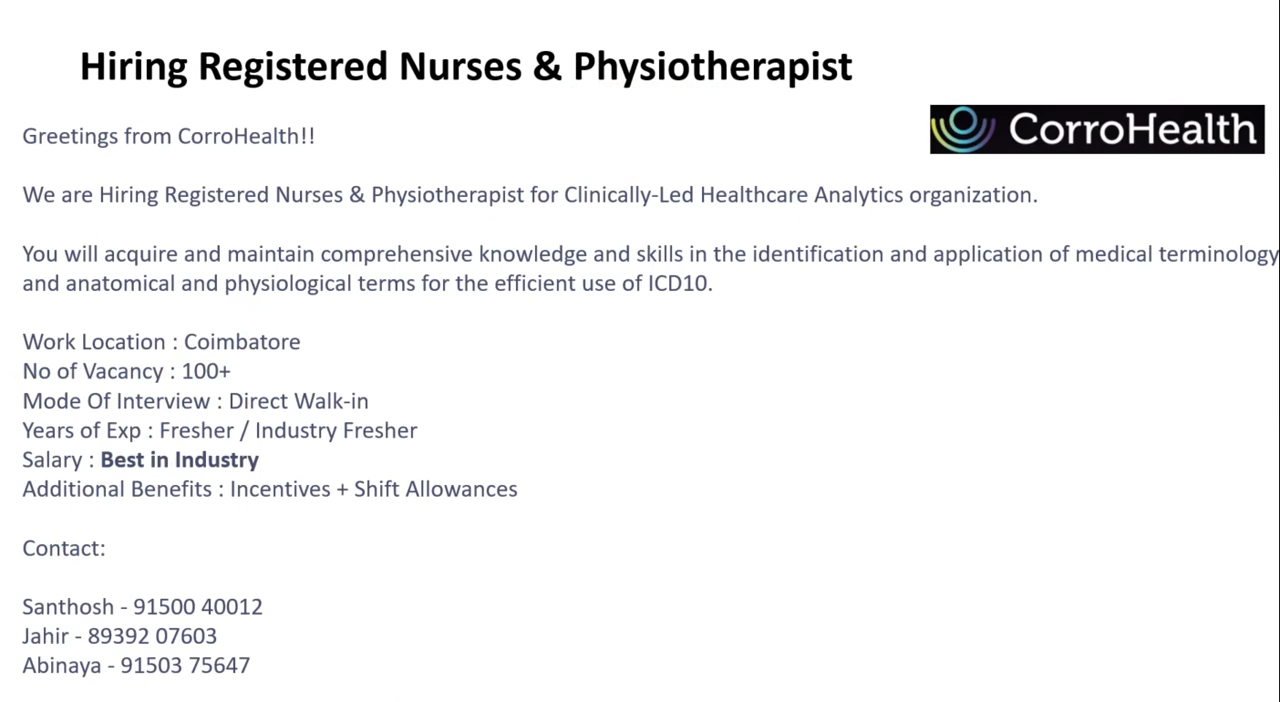 Hiring Registered Nurses & Physiotherapist
CorroHealth
Greetings from CorroHealth!!
We are Hiring Registered Nurses & Physiotherapist for Clinically-Led Healthcare Analytics organization.
You will acquire and maintain comprehensive knowledge and skills in the identification and application of medical terminology
and anatomical and physiological terms for the efficient use of ICD10.
Work Location : Coimbatore
No of Vacancy : 100+
Mode Of Interview : Direct Walk-in
Years of Exp : Fresher / Industry Fresher
Salary : Best in Industry
Additional Benefits : Incentives + Shift Allowances
Contact:
Santhosh - 91500 40012
Jahir - 89392 07603
Abinaya - 91503 75647